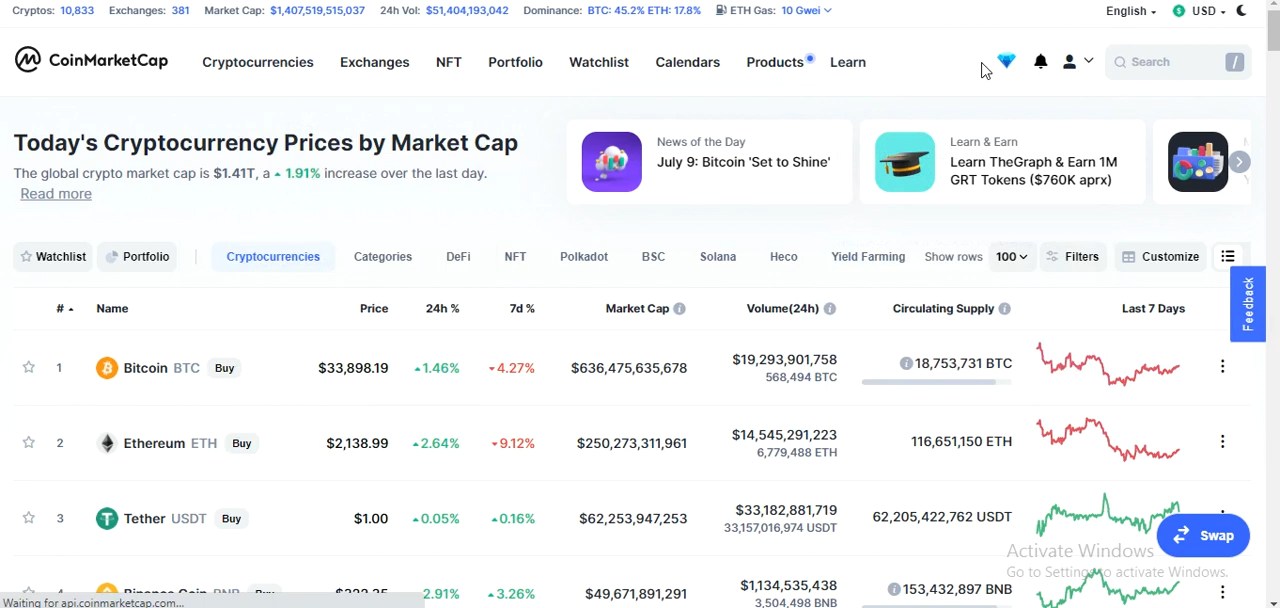 Cryptos: 10,833 Exchanges: 381 Market Cap: $1,407,519,515,037 24h Vol: $51,404,193,042 Dominance: BTC: 45.2% ETH: 17.8% ETH Gas: 10 Gwei English $ USD
CoinMarketCap Cryptocurrencies Exchanges NFT Portfolio Watchlist Calendars Products Learn Search /
Today's Cryptocurrency Prices by Market Cap
The global crypto market cap is $1.41T, a 1.91% increase over the last day.
Read more
News of the Day
July 9: Bitcoin 'Set to Shine'
Learn & Earn
Learn TheGraph & Earn 1M
GRT Tokens ($760K aprx)
Watchlist Portfolio Cryptocurrencies Categories DeFi NFT Polkadot BSC Solana Heco Yield Farming Show rows 100 Filters Customize
Feedback
# Name Price 24h % 7d % Market Cap Volume(24h) Circulating Supply Last 7 Days
1 Bitcoin BTC Buy $33,898.19 1.46% 4.27% $636,475,635,678 $19,293,901,758 18,753,731 BTC
568,494 BTC
2 Ethereum ETH Buy $2,138.99 2.64% 9.12% $250,273,311,961 $14,545,291,223 116,651,150 ETH
6,779,488 ETH
3 Tether USDT Buy $1.00 0.05% 0.16% $62,253,947,253 $33,182,881,719 62,205,422,762 USDT
33,157,016,974 USDT
Swap
Activate Windows
Go to Settings to activate Windows.
Binance Coin BNB Buy 2.91% 3.26% $49,671,891,291 $1,134,535,438 153,432,897 BNB
3,504,498 BNB
Waiting for api.coinmarketcap.com...